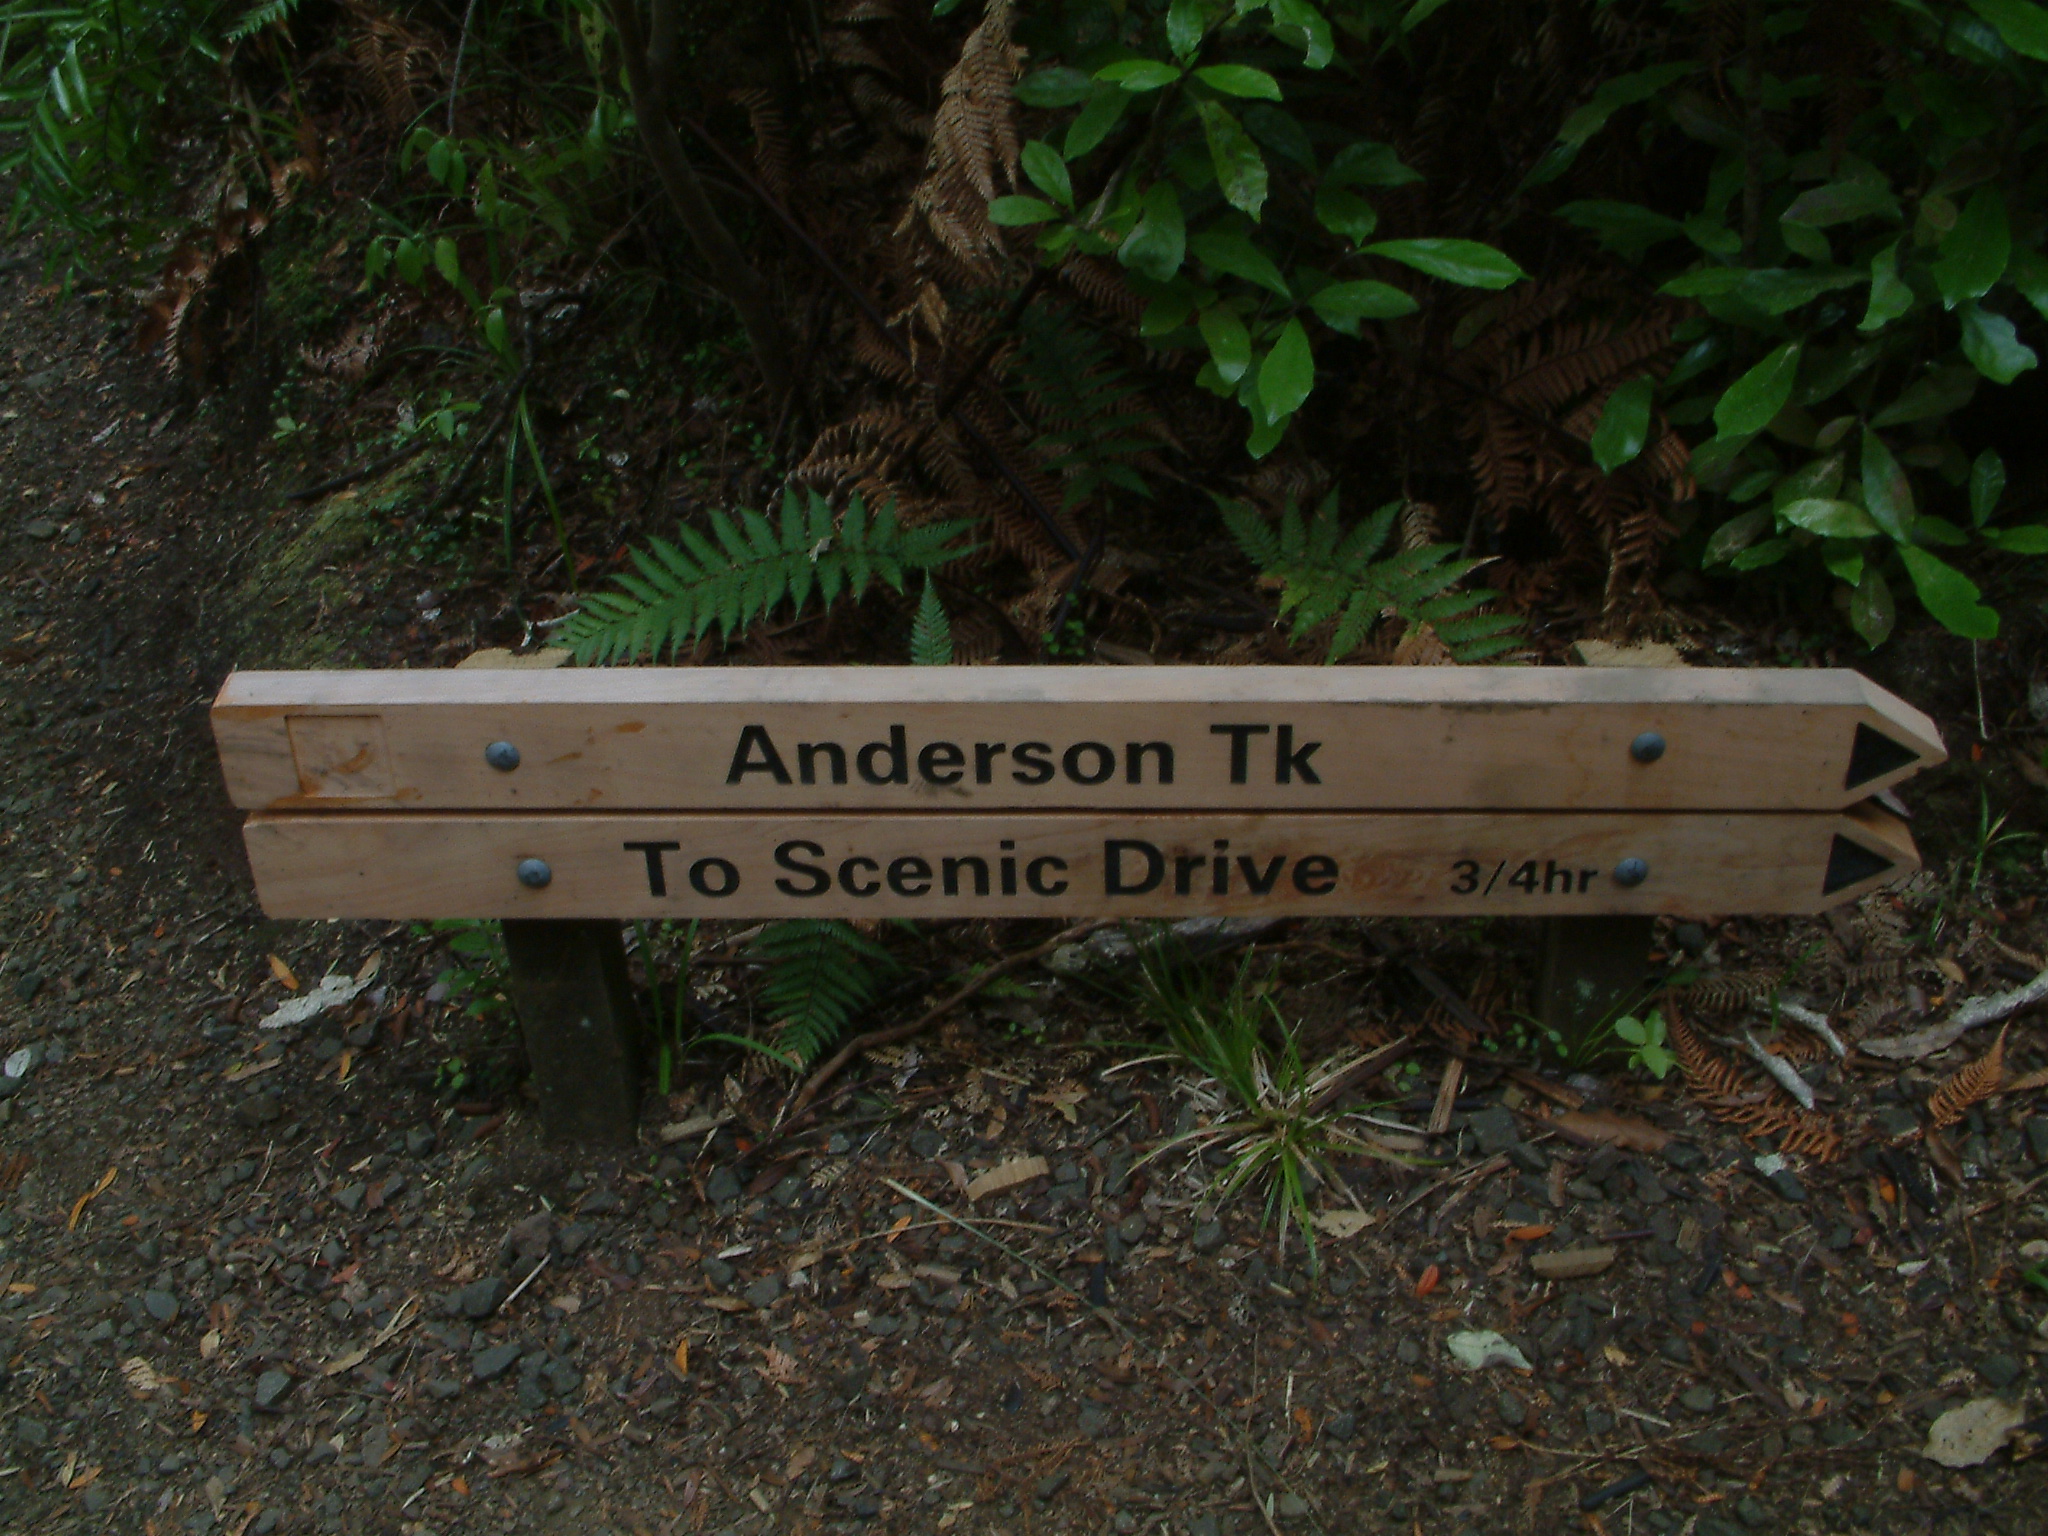 Anderson Tk
To Scenic Drive 3/4hr